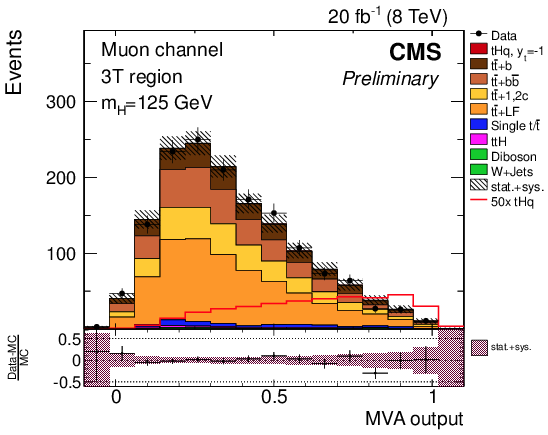 20 fb⁻¹ (8 TeV)
Events
Muon channel
3T region
m_H=125 GeV
CMS
Preliminary
300
200
100
Data
tHq, y_t=-1
tt̄+b
tt̄+bb̄
tt̄+1,2c
tt̄+LF
Single t/t̄
ttH
Diboson
W+Jets
stat.+sys.
50x tHq
Data-MC
MC
0.5
0
-0.5
stat.+sys.
0
0.5
1
MVA output